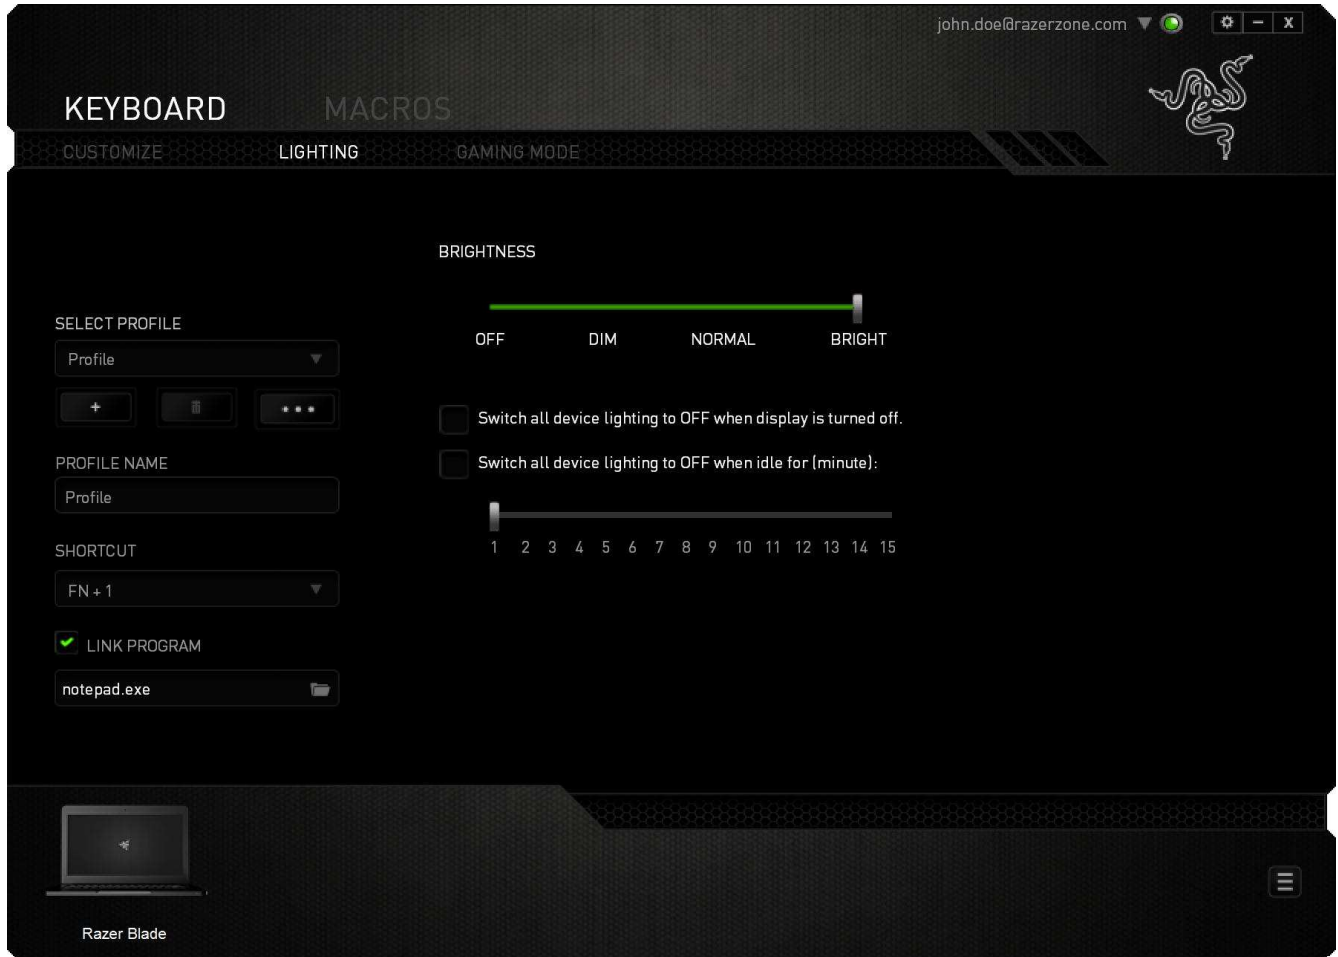 john.doe@razerzone.com
X
KEYBOARD MACROS
CUSTOMIZE LIGHTING GAMING MODE
BRIGHTNESS
OFF DIM NORMAL BRIGHT
SELECT PROFILE
Profile
+
PROFILE NAME
Profile
SHORTCUT
FN + 1
LINK PROGRAM
notepad.exe
Switch all device lighting to OFF when display is turned off.
Switch all device lighting to OFF when idle for (minute):
1 2 3 4 5 6 7 8 9 10 11 12 13 14 15
Razer Blade